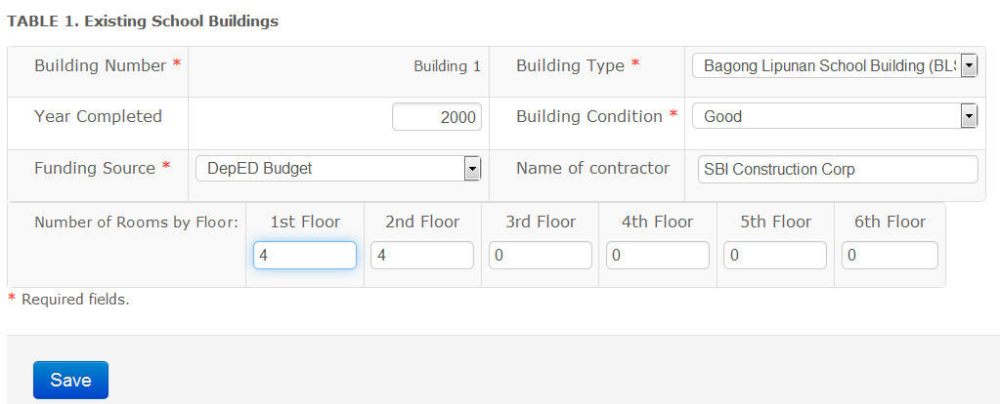 TABLE 1. Existing School Buildings
Building Number * Building 1 Building Type * Bagong Lipunan School Building (BLS
Year Completed 2000 Building Condition * Good
Funding Source * DepED Budget Name of contractor SBI Construction Corp
Number of Rooms by Floor: 1st Floor 2nd Floor 3rd Floor 4th Floor 5th Floor 6th Floor
4 4 0 0 0 0
* Required fields.
Save